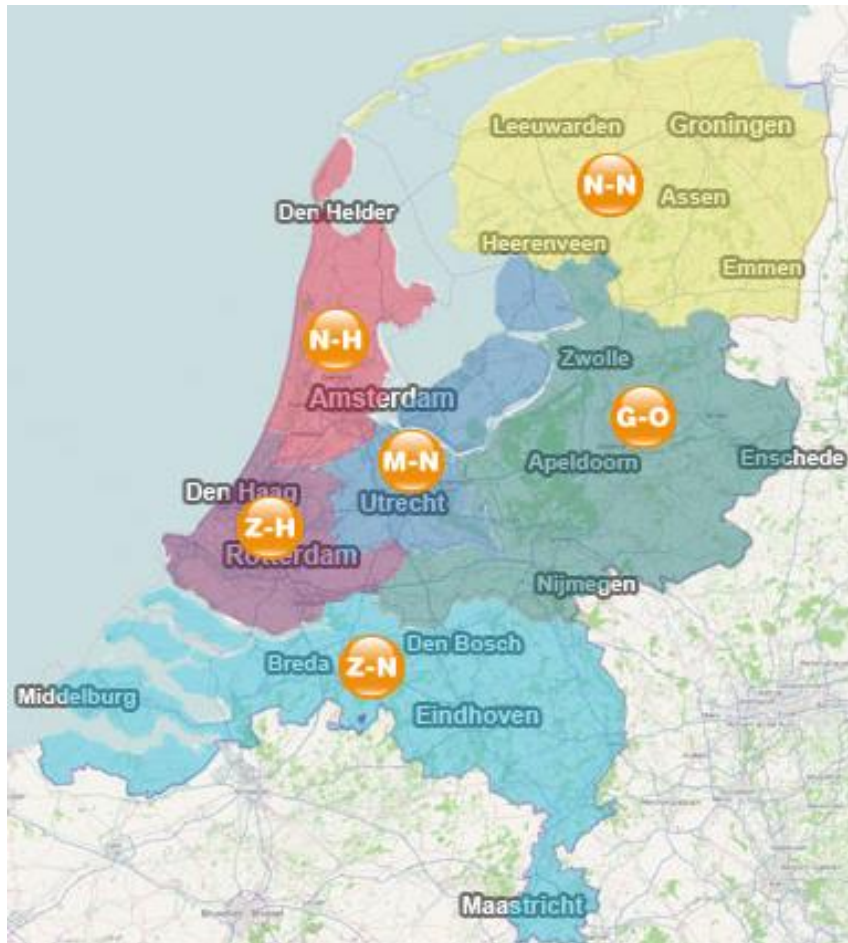 Leeuwarden
Groningen
N-N
Assen
Den Helder
Heerenveen
Emmen
N-H
Zwolle
Amsterdam
G-O
M-N
Apeldoorn
Enschede
Den Haag
Utrecht
Z-H
Rotterdam
Nijmegen
Den Bosch
Breda
Z-N
Middelburg
Eindhoven
Maastricht